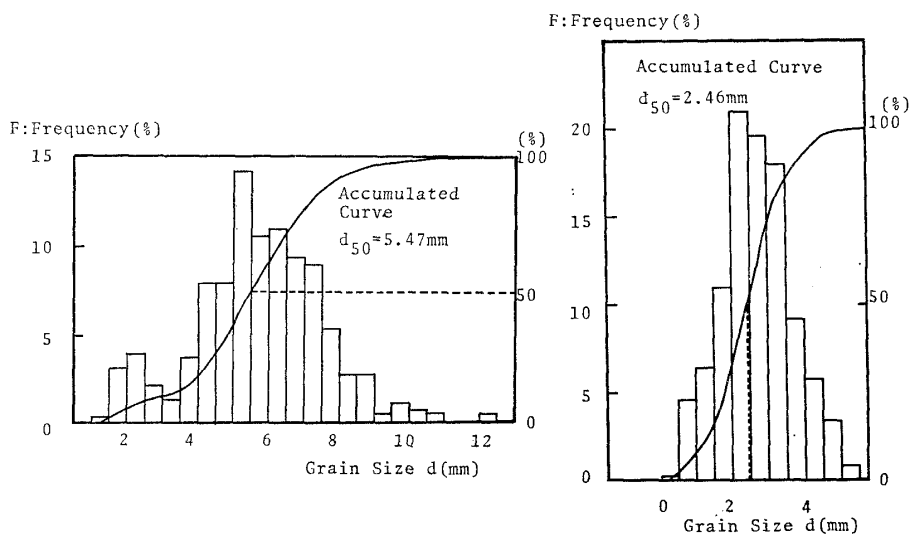 F:Frequency(%)
(%)
15
10
5
0
100
50
0
Accumulated
Curve
d50=5.47mm
2 4 6 8 10 12
Grain Size d(mm)
F:Frequency(%)
20
15
10
5
0
Accumulated Curve
d50=2.46mm
(%)
100
50
0
0 2 4
Grain Size d(mm)